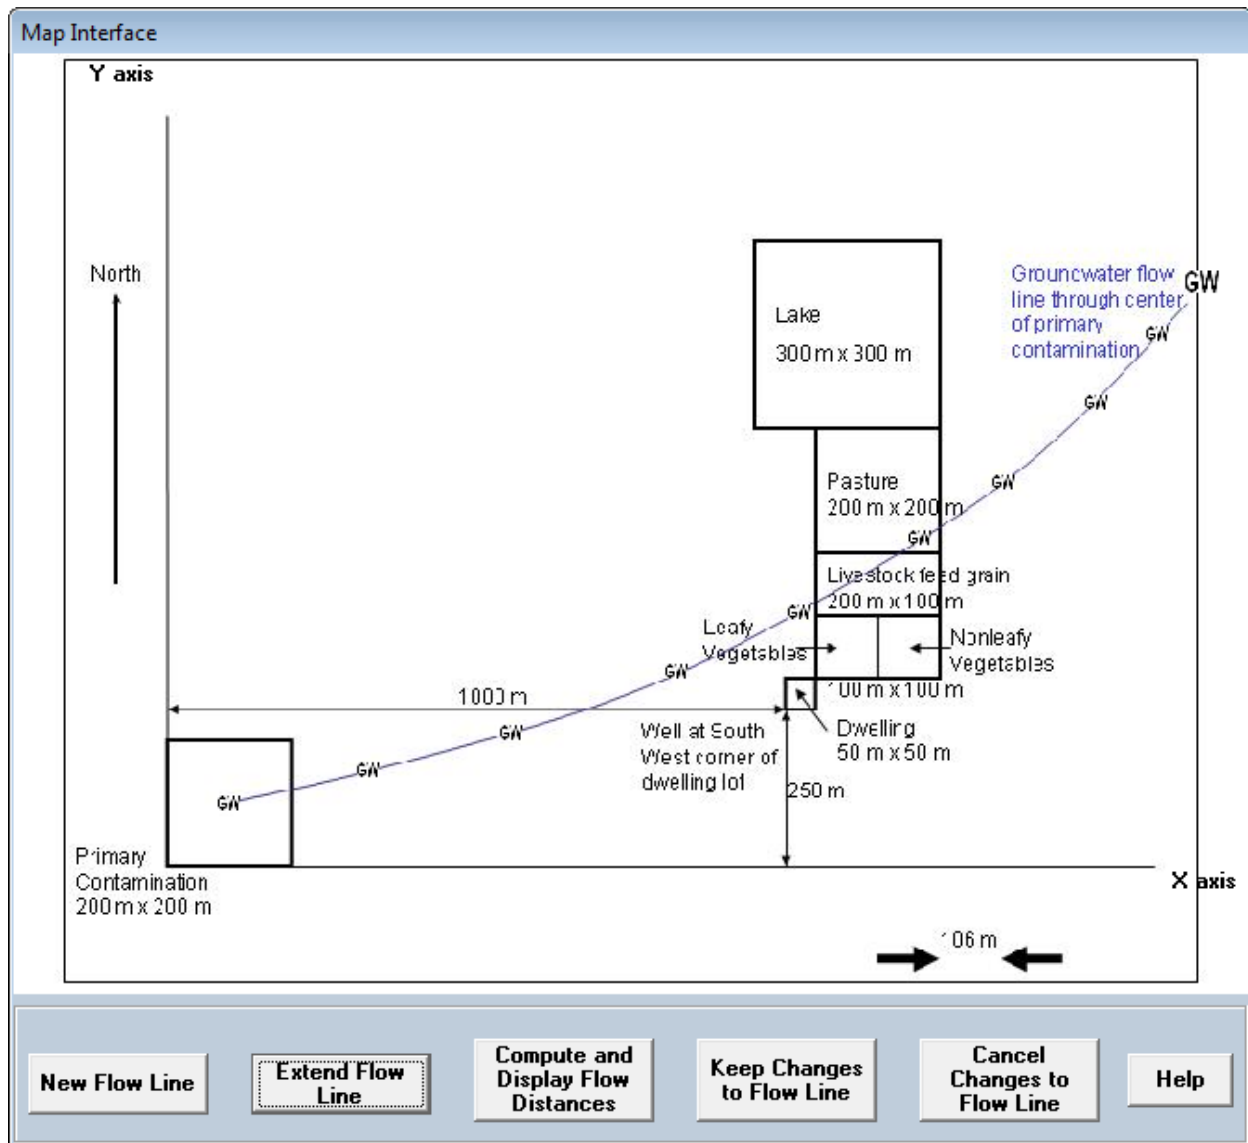 Map Interface
Y axis
North
Groundwater flow
line through center
of primary
contamination
GW
GW
GW
Lake
300 m x 300 m
Pasture
200 m x 200 m
GW
GW
Livestock feed grain
200 m x 100 m
GW
Leafy
Vegetables
Nonleafy
Vegetables
GW
100 m x 100 m
1000 m
GW
Well at South
West corner of
dwelling lot
Dwelling
50 m x 50 m
GW
250 m
GW
Primary
Contamination
200 m x 200 m
X axis
106 m
New Flow Line
Extend Flow
Line
Compute and
Display Flow
Distances
Keep Changes
to Flow Line
Cancel
Changes to
Flow Line
Help